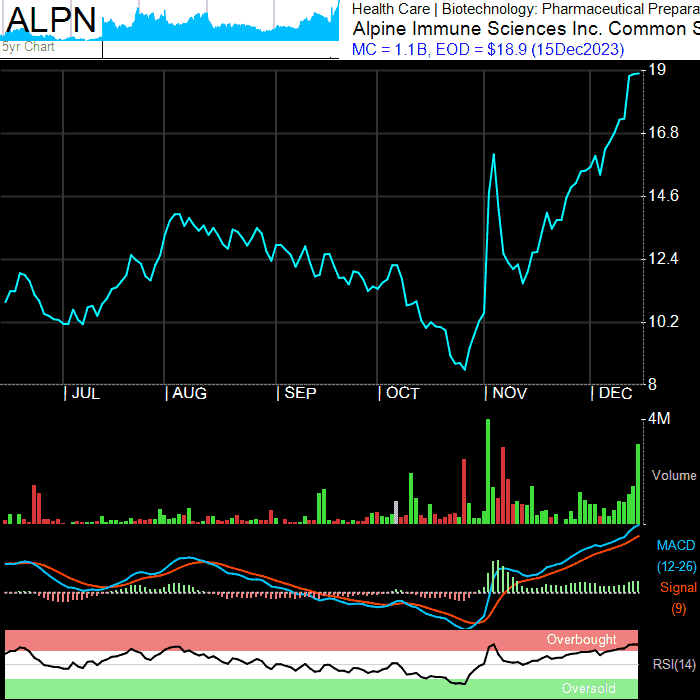 ALPN
5yr Chart
Health Care | Biotechnology: Pharmaceutical Prepara
Alpine Immune Sciences Inc. Common S
MC = 1.1B, EOD = $18.9 (15Dec2023)
19
16.8
14.6
12.4
10.2
8
| JUL | AUG | SEP | OCT | NOV | DEC
4M
Volume
MACD
(12-26)
Signal
(9)
Overbought
RSI(14)
Oversold